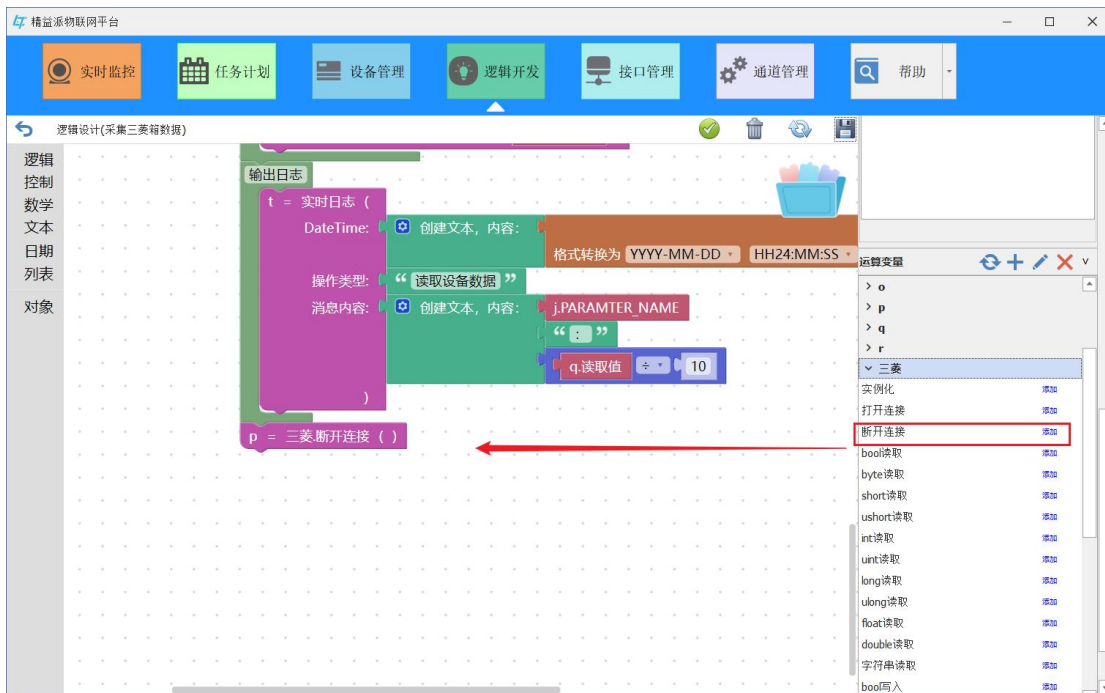 精益派物联网平台
实时监控
任务计划
设备管理
逻辑开发
接口管理
通道管理
帮助
逻辑设计(采集三菱箱数据)
逻辑
控制
数学
文本
日期
列表
对象
输出日志
t = 实时日志 (
DateTime: 创建文本，内容:
格式转换为 YYYY-MM-DD HH24:MM:SS
操作类型: “ 读取设备数据 ”
消息内容: 创建文本，内容: j.PARAMTER_NAME
“ : ”
q.读取值 ÷ 10
)
p = 三菱.断开连接 ( )
运算变量
o
p
q
r
三菱
实例化 添加
打开连接 添加
断开连接 添加
bool读取 添加
byte读取 添加
short读取 添加
ushort读取 添加
int读取 添加
uint读取 添加
long读取 添加
ulong读取 添加
float读取 添加
double读取 添加
字符串读取 添加
bool写入 添加